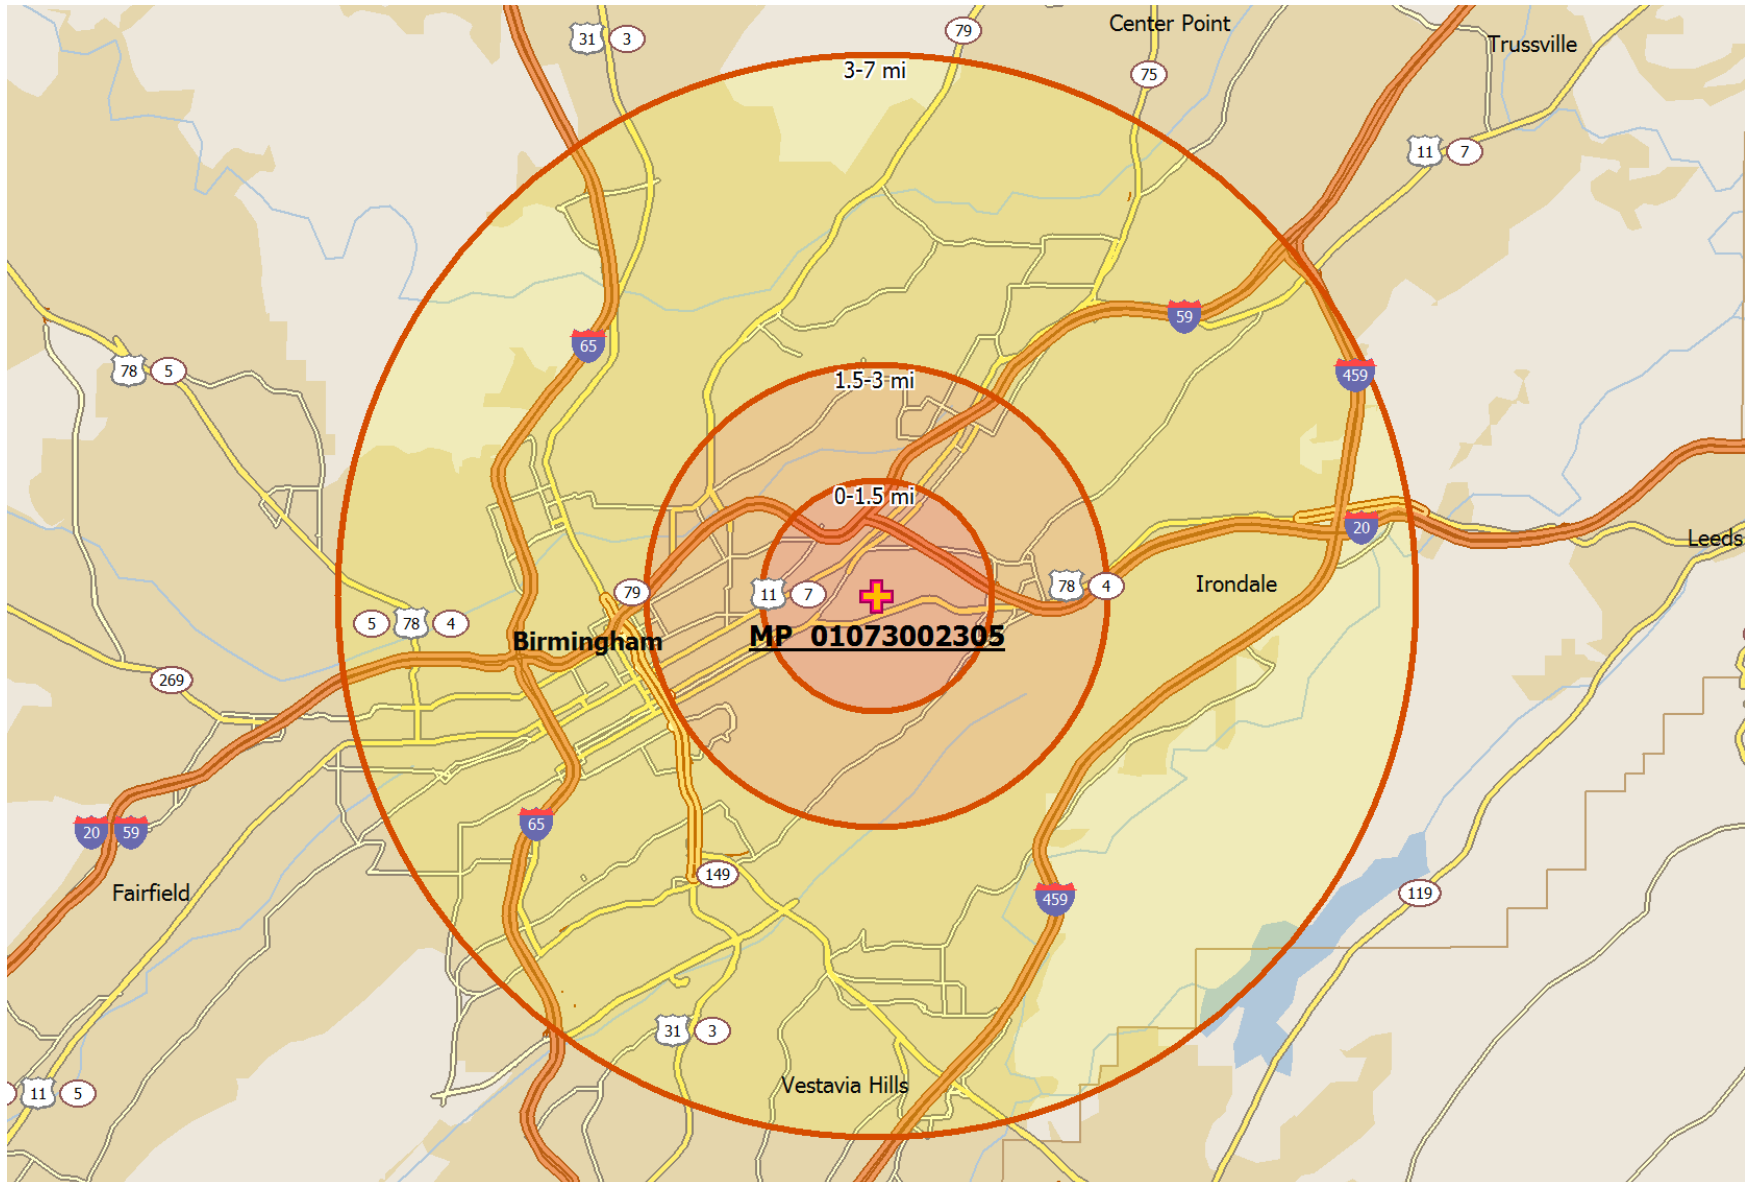 Center Point
31
3
79
Trussville
3-7 mi
75
11
7
59
65
78
5
459
1.5-3 mi
0-1.5 mi
20
Leeds
79
11
7
78
4
Irondale
5
78
4
Birmingham
MP 01073002305
269
65
20
59
149
Fairfield
459
119
31
3
Vestavia Hills
11
5